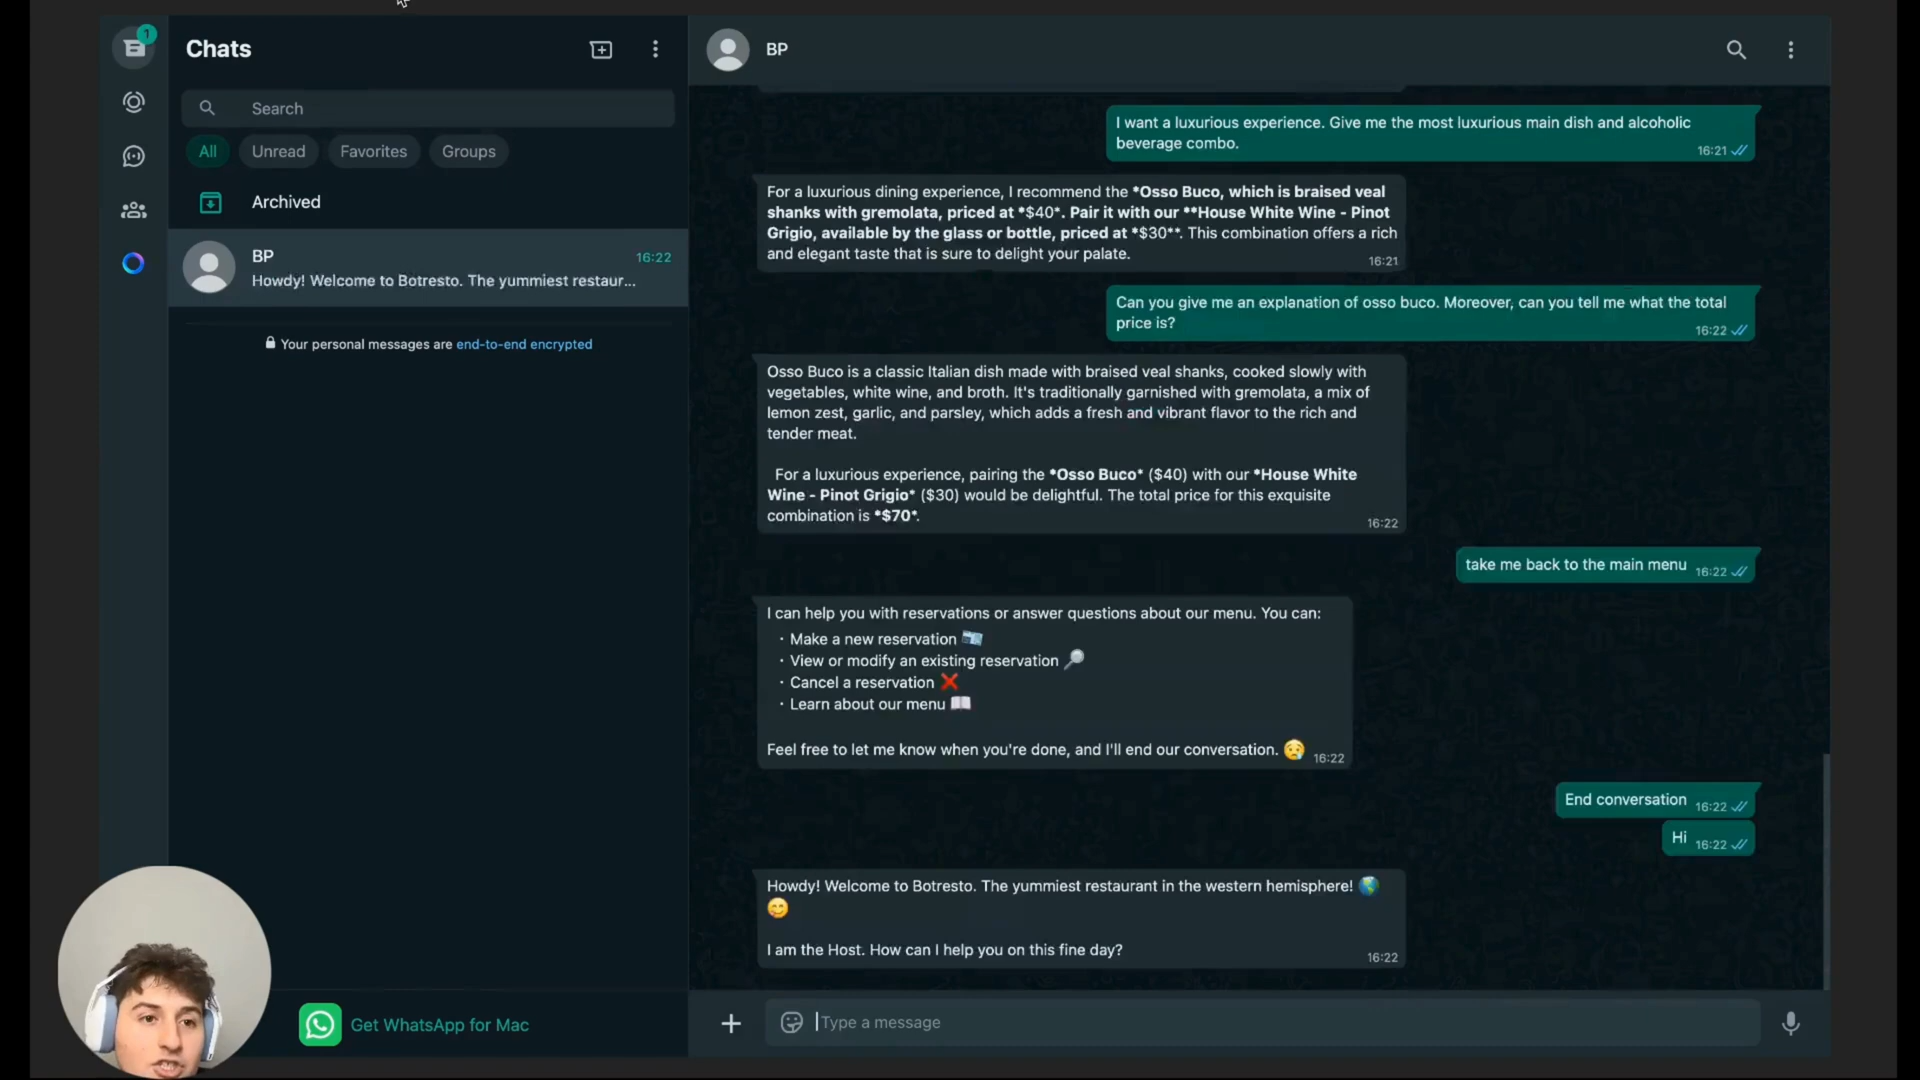 1
Chats
Search
All
Unread
Favorites
Groups
Archived
BP
16:22
Howdy! Welcome to Botresto. The yummiest restaur...
Your personal messages are end-to-end encrypted
Get WhatsApp for Mac
BP
I want a luxurious experience. Give me the most luxurious main dish and alcoholic
beverage combo.
16:21
For a luxurious dining experience, I recommend the *Osso Buco, which is braised veal
shanks with gremolata, priced at *$40*. Pair it with our **House White Wine - Pinot
Grigio, available by the glass or bottle, priced at *$30**. This combination offers a rich
and elegant taste that is sure to delight your palate.
16:21
Can you give me an explanation of osso buco. Moreover, can you tell me what the total
price is?
16:22
Osso Buco is a classic Italian dish made with braised veal shanks, cooked slowly with
vegetables, white wine, and broth. It's traditionally garnished with gremolata, a mix of
lemon zest, garlic, and parsley, which adds a fresh and vibrant flavor to the rich and
tender meat.
For a luxurious experience, pairing the *Osso Buco* ($40) with our *House White
Wine - Pinot Grigio* ($30) would be delightful. The total price for this exquisite
combination is *$70*.
16:22
take me back to the main menu
16:22
I can help you with reservations or answer questions about our menu. You can:
· Make a new reservation
· View or modify an existing reservation 🔎
· Cancel a reservation ❌
· Learn about our menu 📖
Feel free to let me know when you're done, and I'll end our conversation. 😢
16:22
End conversation
16:22
Hi
16:22
Howdy! Welcome to Botresto. The yummiest restaurant in the western hemisphere! 🌎
😋
I am the Host. How can I help you on this fine day?
16:22
Type a message